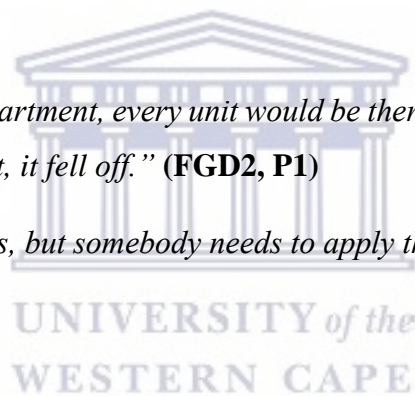 artment, every unit would be ther
t, it fell off.” (FGD2, P1)
s, but somebody needs to apply th
UNIVERSITY of the
WESTERN CAPE